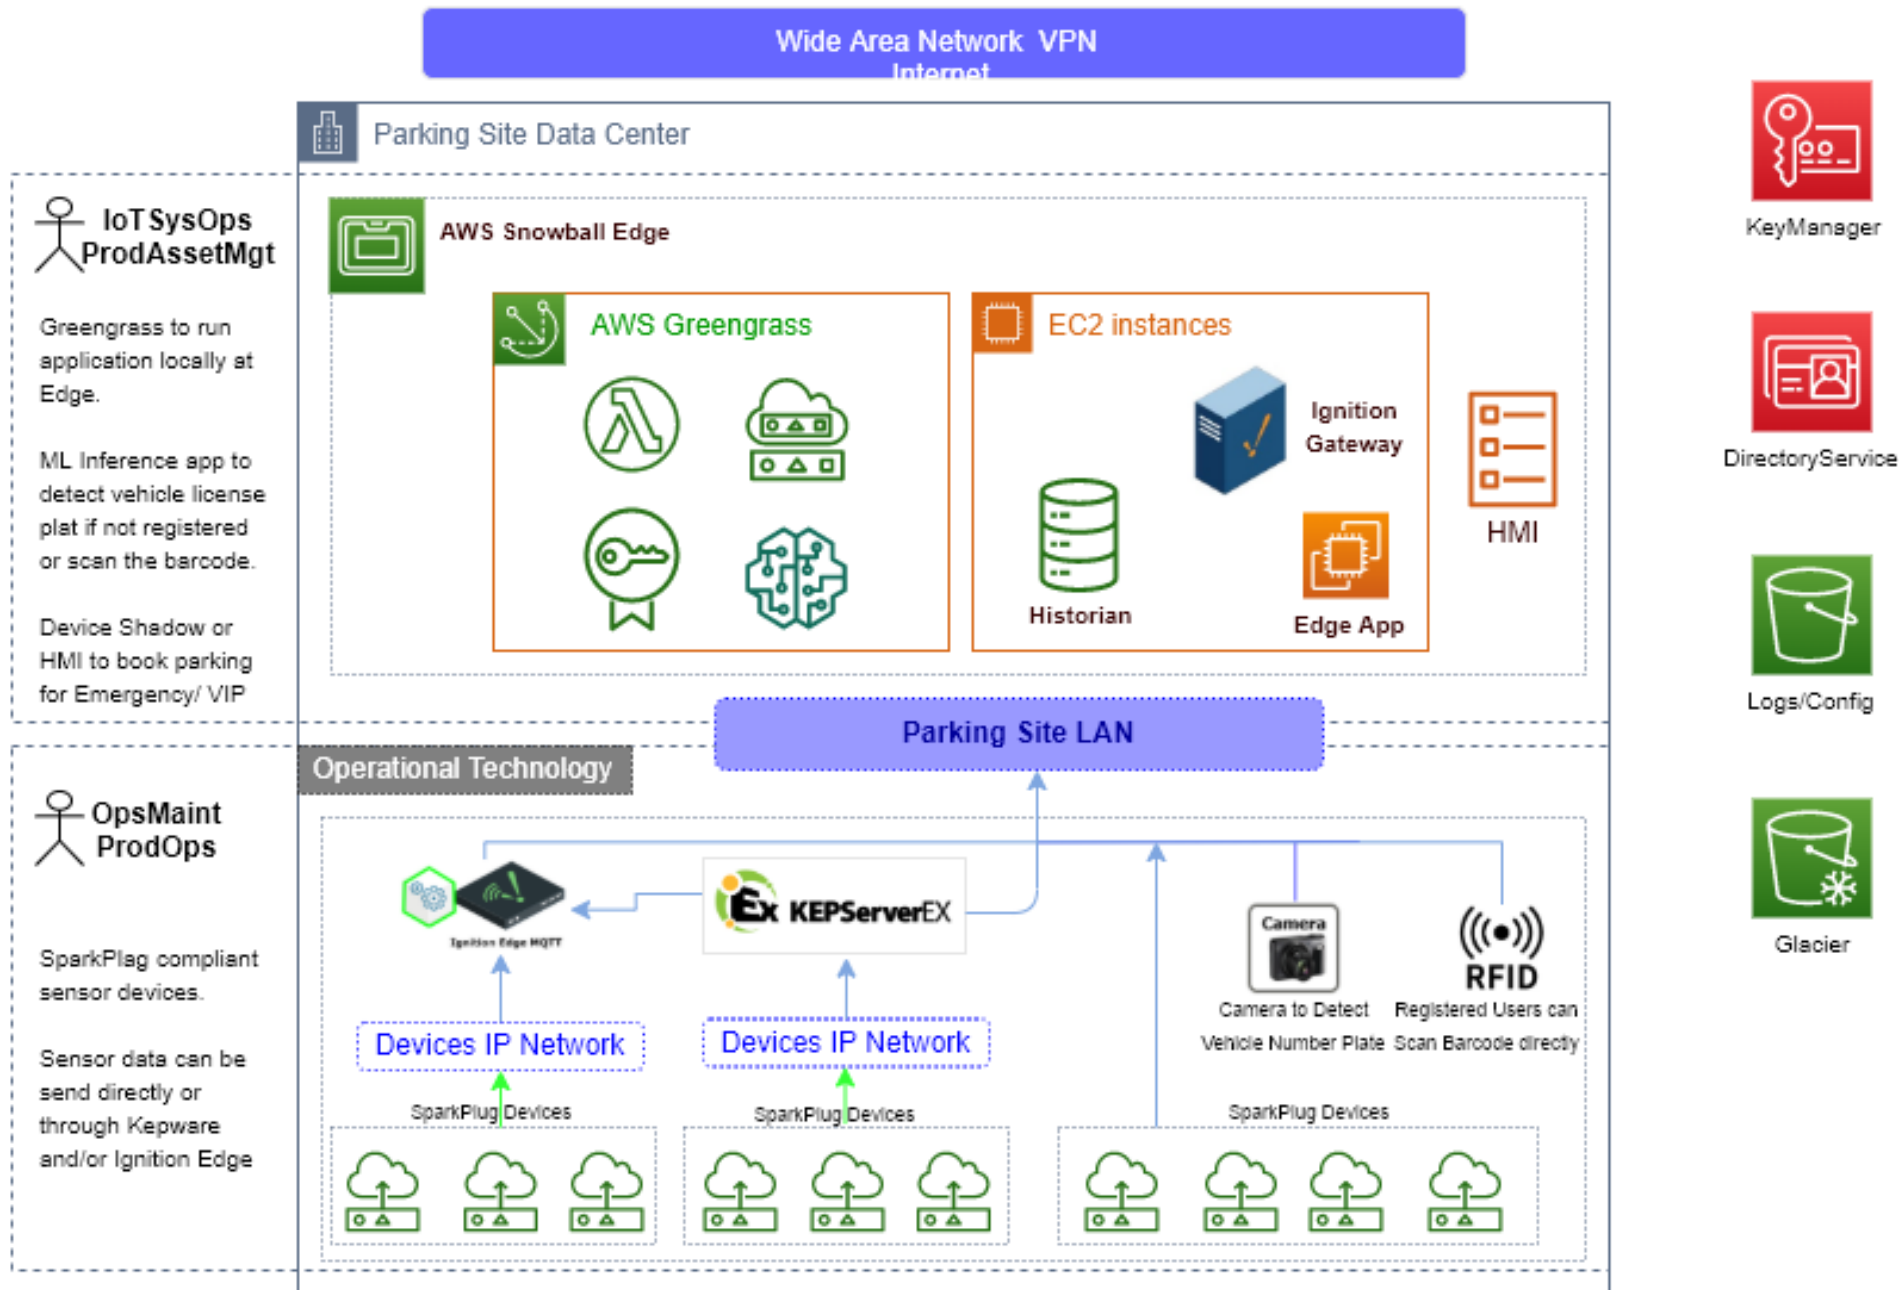 Wide Area Network VPN
Internet
Parking Site Data Center
IoTSysOps
ProdAssetMgt
Greengrass to run
application locally at
Edge.
ML Inference app to
detect vehicle license
plat if not registered
or scan the barcode.
Device Shadow or
HMI to book parking
for Emergency/ VIP
AWS Snowball Edge
AWS Greengrass
EC2 instances
Ignition
Gateway
Historian
Edge App
HMI
KeyManager
DirectoryService
Logs/Config
Glacier
Parking Site LAN
Operational Technology
OpsMaint
ProdOps
SparkPlag compliant
sensor devices.
Sensor data can be
send directly or
through Kepware
and/or Ignition Edge
Ignition Edge MQTT
Ex KEPServerEX
Camera
Camera to Detect
Vehicle Number Plate
RFID
Registered Users can
Scan Barcode directly
Devices IP Network
Devices IP Network
SparkPlug Devices
SparkPlug Devices
SparkPlug Devices